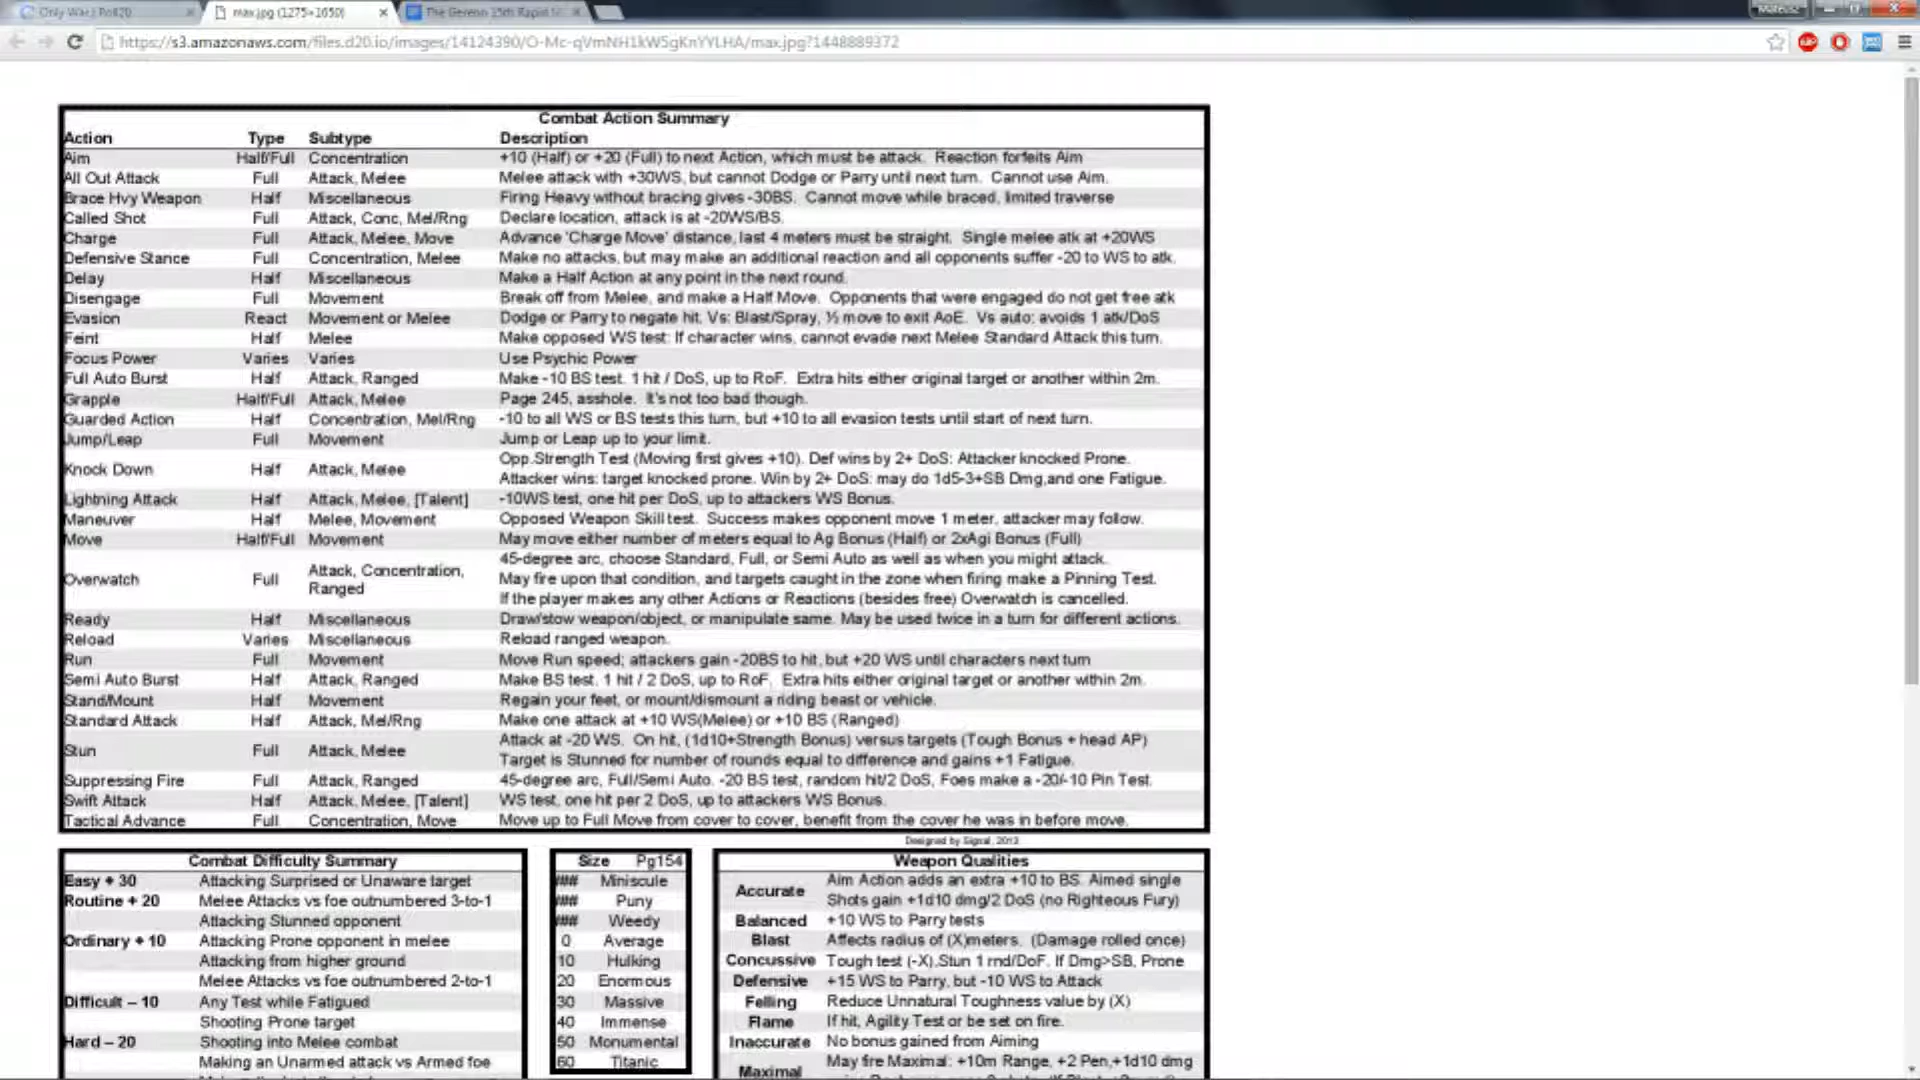 Only War | Roll20
max.jpg (1275×1650)
The Gereon 15th Rapid
Mateusz
https://s3.amazonaws.com/files.d20.io/images/14124390/O-Mc-qVmNH1kW5gKnYYLHA/max.jpg?1448889372
Combat Action Summary
Action Type Subtype Description
Aim Half/Full Concentration +10 (Half) or +20 (Full) to next Action, which must be attack. Reaction forfeits Aim
All Out Attack Full Attack, Melee Melee attack with +30WS, but cannot Dodge or Parry until next turn. Cannot use Aim.
Brace Hvy Weapon Half Miscellaneous Firing Heavy without bracing gives -30BS. Cannot move while braced, limited traverse
Called Shot Full Attack, Conc, Mel/Rng Declare location, attack is at -20WS/BS.
Charge Full Attack, Melee, Move Advance 'Charge Move' distance, last 4 meters must be straight. Single melee atk at +20WS
Defensive Stance Full Concentration, Melee Make no attacks, but may make an additional reaction and all opponents suffer -20 to WS to atk.
Delay Half Miscellaneous Make a Half Action at any point in the next round.
Disengage Full Movement Break off from Melee, and make a Half Move. Opponents that were engaged do not get free atk
Evasion React Movement or Melee Dodge or Parry to negate hit. Vs: Blast/Spray, ½ move to exit AoE. Vs auto: avoids 1 atk/DoS
Feint Half Melee Make opposed WS test: If character wins, cannot evade next Melee Standard Attack this turn.
Focus Power Varies Varies Use Psychic Power
Full Auto Burst Half Attack, Ranged Make -10 BS test. 1 hit / DoS, up to RoF. Extra hits either original target or another within 2m.
Grapple Half/Full Attack, Melee Page 245, asshole. It's not too bad though.
Guarded Action Half Concentration, Mel/Rng -10 to all WS or BS tests this turn, but +10 to all evasion tests until start of next turn.
Jump/Leap Full Movement Jump or Leap up to your limit.
Knock Down Half Attack, Melee Opp.Strength Test (Moving first gives +10). Def wins by 2+ DoS: Attacker knocked Prone.
Attacker wins: target knocked prone. Win by 2+ DoS: may do 1d5-3+SB Dmg,and one Fatigue.
Lightning Attack Half Attack, Melee, [Talent] -10WS test, one hit per DoS, up to attackers WS Bonus.
Maneuver Half Melee, Movement Opposed Weapon Skill test. Success makes opponent move 1 meter, attacker may follow.
Move Half/Full Movement May move either number of meters equal to Ag Bonus (Half) or 2xAgi Bonus (Full)
Overwatch Full Attack, Concentration, Ranged 45-degree arc, choose Standard, Full, or Semi Auto as well as when you might attack.
May fire upon that condition, and targets caught in the zone when firing make a Pinning Test.
If the player makes any other Actions or Reactions (besides free) Overwatch is cancelled.
Ready Half Miscellaneous Draw/stow weapon/object, or manipulate same. May be used twice in a turn for different actions.
Reload Varies Miscellaneous Reload ranged weapon.
Run Full Movement Move Run speed; attackers gain -20BS to hit, but +20 WS until characters next turn
Semi Auto Burst Half Attack, Ranged Make BS test. 1 hit / 2 DoS, up to RoF. Extra hits either original target or another within 2m.
Stand/Mount Half Movement Regain your feet, or mount/dismount a riding beast or vehicle.
Standard Attack Half Attack, Mel/Rng Make one attack at +10 WS(Melee) or +10 BS (Ranged)
Stun Full Attack, Melee Attack at -20 WS. On hit, (1d10+Strength Bonus) versus targets (Tough Bonus + head AP)
Target is Stunned for number of rounds equal to difference and gains +1 Fatigue.
Suppressing Fire Full Attack, Ranged 45-degree arc, Full/Semi Auto. -20 BS test, random hit/2 DoS, Foes make a -20/-10 Pin Test.
Swift Attack Half Attack, Melee, [Talent] WS test, one hit per 2 DoS, up to attackers WS Bonus.
Tactical Advance Full Concentration, Move Move up to Full Move from cover to cover, benefit from the cover he was in before move.
Designed by Signal, 2013
Combat Difficulty Summary
Easy + 30 Attacking Surprised or Unaware target
Routine + 20 Melee Attacks vs foe outnumbered 3-to-1
Attacking Stunned opponent
Ordinary + 10 Attacking Prone opponent in melee
Attacking from higher ground
Melee Attacks vs foe outnumbered 2-to-1
Difficult – 10 Any Test while Fatigued
Shooting Prone target
Hard – 20 Shooting into Melee combat
Making an Unarmed attack vs Armed foe
Size Pg154
### Miniscule
### Puny
### Weedy
0 Average
10 Hulking
20 Enormous
30 Massive
40 Immense
50 Monumental
60 Titanic
Weapon Qualities
Accurate Aim Action adds an extra +10 to BS. Aimed single
Shots gain +1d10 dmg/2 DoS (no Righteous Fury)
Balanced +10 WS to Parry tests
Blast Affects radius of (X)meters. (Damage rolled once)
Concussive Tough test (-X).Stun 1 rnd/DoF. If Dmg>SB, Prone
Defensive +15 WS to Parry, but -10 WS to Attack
Felling Reduce Unnatural Toughness value by (X)
Flame If hit, Agility Test or be set on fire.
Inaccurate No bonus gained from Aiming
Maximal May fire Maximal: +10m Range, +2 Pen,+1d10 dmg